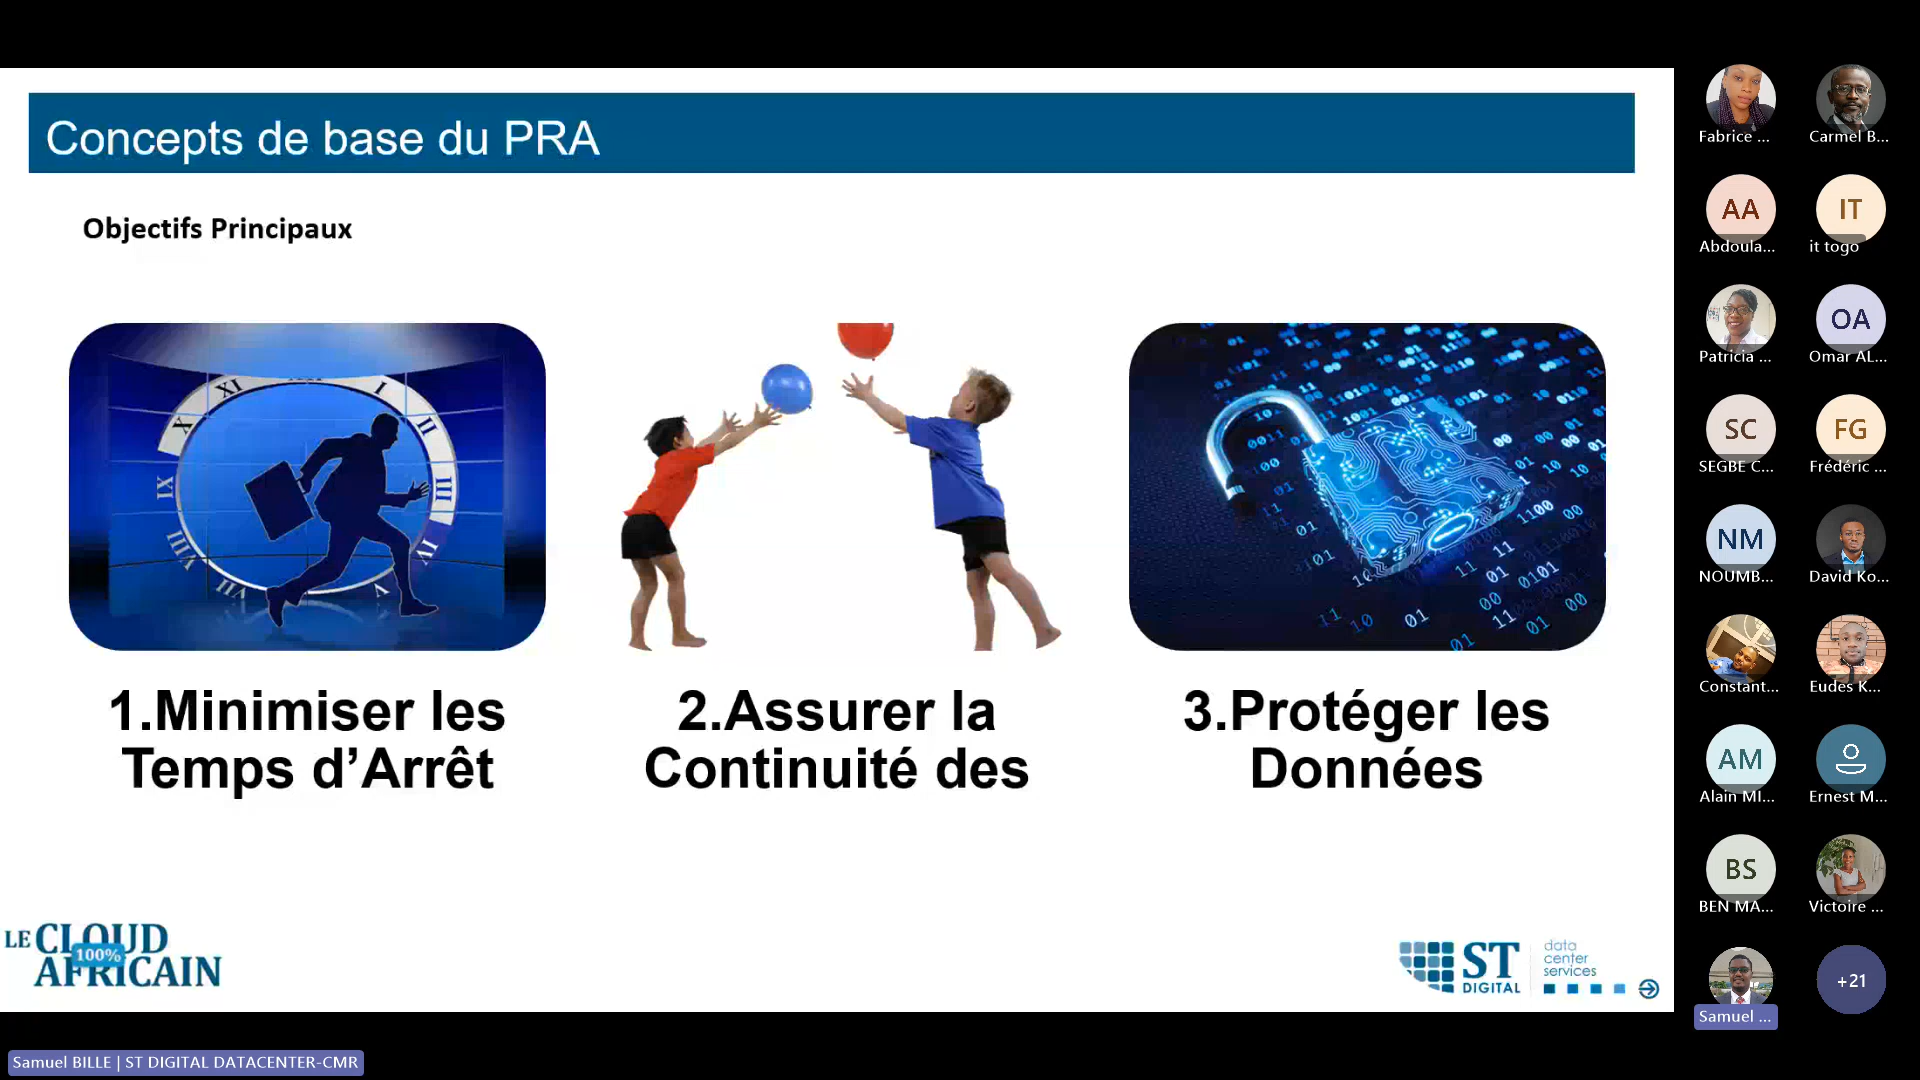 Concepts de base du PRA
Objectifs Principaux
1.Minimiser les
Temps d’Arrêt
2.Assurer la
Continuité des
3.Protéger les
Données
LE CLOUD
100%
AFRICAIN
ST
DIGITAL
data
center
services
Fabrice ...
Carmel B...
AA
Abdoula...
IT
it togo
Patricia ...
OA
Omar AL...
SC
SEGBE C...
FG
Frédéric ...
NM
NOUMB...
David Ko...
Constant...
Eudes K...
AM
Alain MI...
Ernest M...
BS
BEN MA...
Victoire ...
Samuel ...
+21
Samuel BILLE | ST DIGITAL DATACENTER-CMR